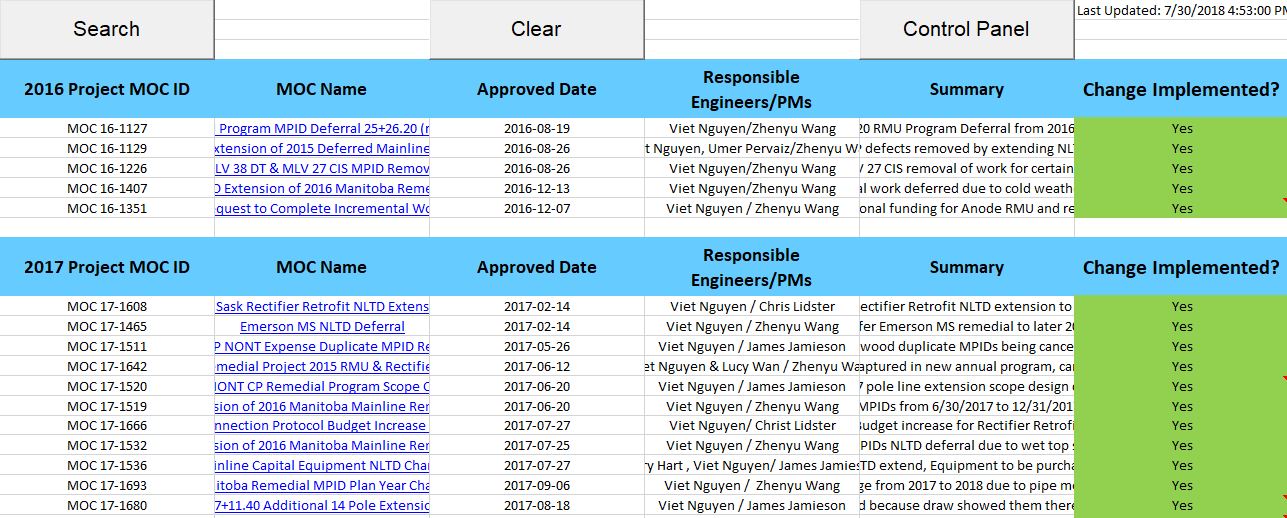 Search Clear Control Panel Last Updated: 7/30/2018 4:53:00 PM
2016 Project MOC ID MOC Name Approved Date Responsible Engineers/PMs Summary Change Implemented?
MOC 16-1127 Program MPID Deferral 25+26.20 ( 2016-08-19 Viet Nguyen/Zhenyu Wang 20 RMU Program Deferral from 2016 Yes
MOC 16-1129 xtension of 2015 Deferred Mainline 2016-08-26 t Nguyen, Umer Pervaiz/Zhenyu W defects removed by extending NL Yes
MOC 16-1226 LV 38 DT & MLV 27 CIS MPID Remov 2016-08-26 Viet Nguyen/Zhenyu Wang / 27 CIS removal of work for certain Yes
MOC 16-1407 Extension of 2016 Manitoba Reme 2016-12-13 Viet Nguyen / Zhenyu Wang al work deferred due to cold weath Yes
MOC 16-1351 quest to Complete Incremental Wo 2016-12-07 Viet Nguyen / Zhenyu Wang onal funding for Anode RMU and re Yes
2017 Project MOC ID MOC Name Approved Date Responsible Engineers/PMs Summary Change Implemented?
MOC 17-1608 Sask Rectifier Retrofit NLTD Extens 2017-02-14 Viet Nguyen / Chris Lidster ectifier Retrofit NLTD extension to Yes
MOC 17-1465 Emerson MS NLTD Deferral 2017-02-14 Viet Nguyen / Zhenyu Wang fer Emerson MS remedial to later 20 Yes
MOC 17-1511 P NONT Expense Duplicate MPID Re 2017-05-26 Viet Nguyen / James Jamieson wood duplicate MPIDs being cance Yes
MOC 17-1642 medial Project 2015 RMU & Rectifie 2017-06-12 et Nguyen & Lucy Wan / Zhenyu Wa aptured in new annual program, car Yes
MOC 17-1520 IONT CP Remedial Program Scope C 2017-06-20 Viet Nguyen / James Jamieson 7 pole line extension scope design Yes
MOC 17-1519 sion of 2016 Manitoba Mainline Rer 2017-06-20 Viet Nguyen / Zhenyu Wang MPIDs from 6/30/2017 to 12/31/201 Yes
MOC 17-1666 nnection Protocol Budget Increase 2017-07-27 Viet Nguyen/ Christ Lidster udget increase for Rectifier Retrofi Yes
MOC 17-1532 sion of 2016 Manitoba Mainline Rer 2017-07-25 Viet Nguyen / Zhenyu Wang PIDs NLTD deferral due to wet top s Yes
MOC 17-1536 inline Capital Equipment NLTD Char 2017-07-27 ry Hart , Viet Nguyen/ James Jamies TD extend, Equipment to be purcha Yes
MOC 17-1693 itoba Remedial MPID Plan Year Cha 2017-09-06 Viet Nguyen / Zhenyu Wang ge from 2017 to 2018 due to pipe m Yes
MOC 17-1680 7+11.40 Additional 14 Pole Extensio 2017-08-18 Viet Nguyen / James Jamieson d because draw showed them there Yes